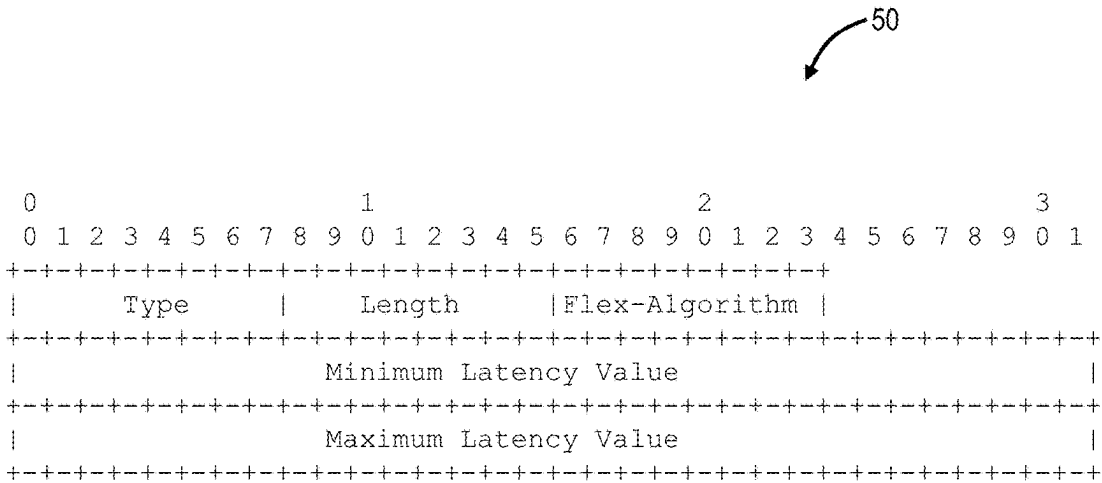 50
0                   1                   2                   3
0 1 2 3 4 5 6 7 8 9 0 1 2 3 4 5 6 7 8 9 0 1 2 3 4 5 6 7 8 9 0 1
+-+-+-+-+-+-+-+-+-+-+-+-+-+-+-+-+-+-+-+-+-+-+-+-+
|      Type     |    Length     |Flex-Algorithm |
+-+-+-+-+-+-+-+-+-+-+-+-+-+-+-+-+-+-+-+-+-+-+-+-+-+-+-+-+-+-+-+-+
|                  Minimum Latency Value                        |
+-+-+-+-+-+-+-+-+-+-+-+-+-+-+-+-+-+-+-+-+-+-+-+-+-+-+-+-+-+-+-+-+
|                  Maximum Latency Value                        |
+-+-+-+-+-+-+-+-+-+-+-+-+-+-+-+-+-+-+-+-+-+-+-+-+-+-+-+-+-+-+-+-+